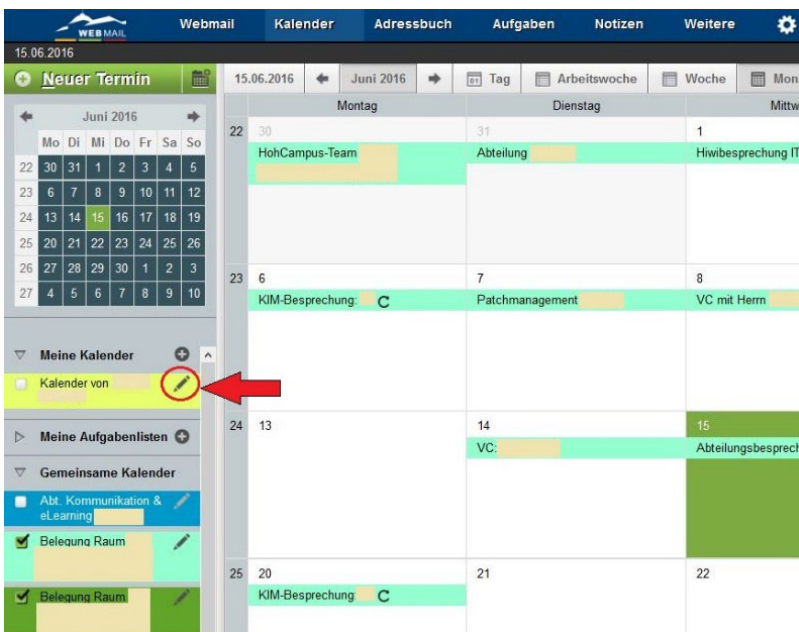 WEBMAIL
Webmail Kalender Adressbuch Aufgaben Notizen Weitere
15.06.2016
Neuer Termin
15.06.2016 Juni 2016 Tag Arbeitswoche Woche Mon
Juni 2016
Mo Di Mi Do Fr Sa So
22 30 31 1 2 3 4 5
23 6 7 8 9 10 11 12
24 13 14 15 16 17 18 19
25 20 21 22 23 24 25 26
26 27 28 29 30 1 2 3
27 4 5 6 7 8 9 10
Meine Kalender
Kalender von
Meine Aufgabenlisten
Gemeinsame Kalender
Abt. Kommunikation &
eLearning
Belegung Raum
Belegung Raum
Montag Dienstag Mittw
22 30 31 1
HohCampus-Team Abteilung Hiwibesprechung IT
23 6 7 8
KIM-Besprechung: Patchmanagement VC mit Herrn
24 13 14 15
VC: Abteilungsbesprech
25 20 21 22
KIM-Besprechung